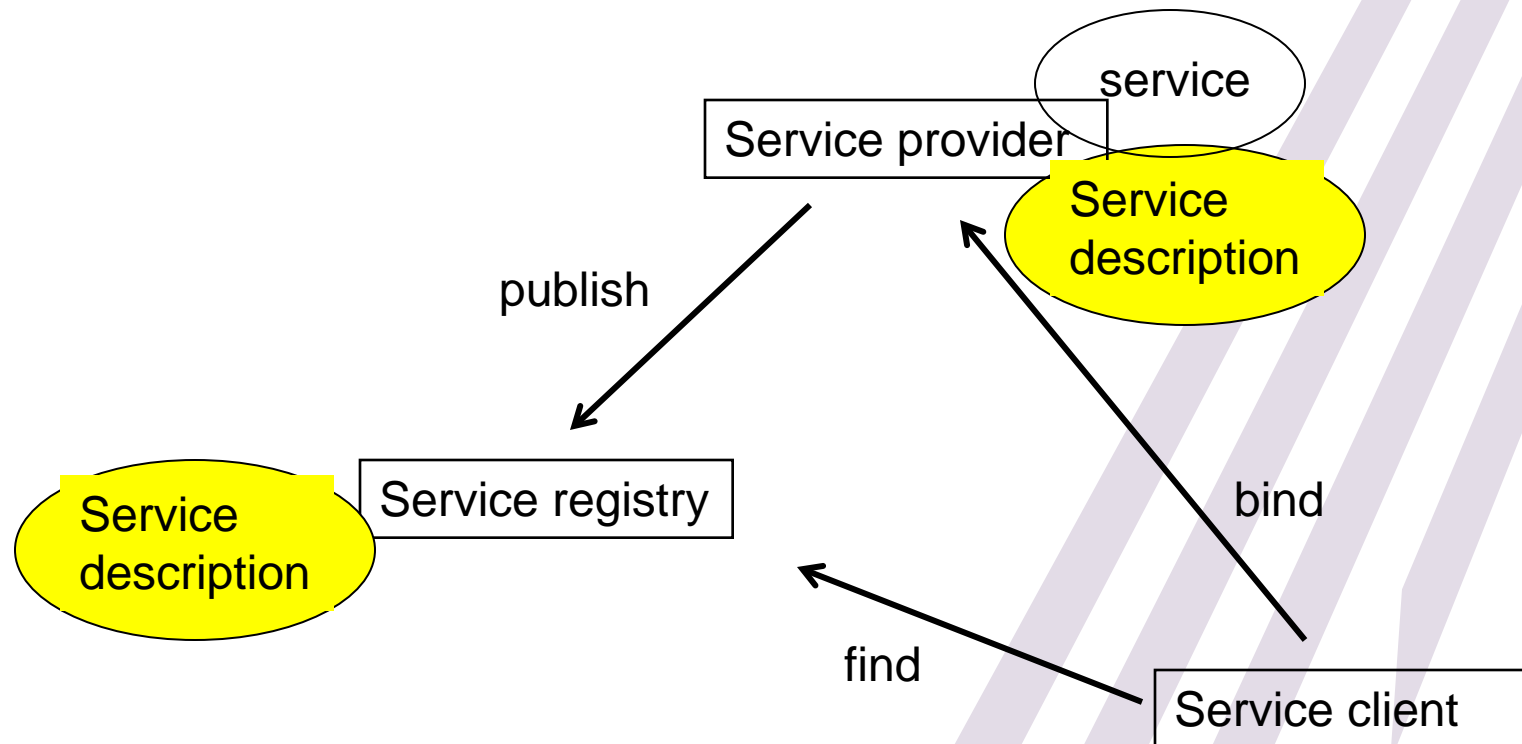 service
Service provider
Service
description
publish
Service registry
Service
description
bind
find
Service client